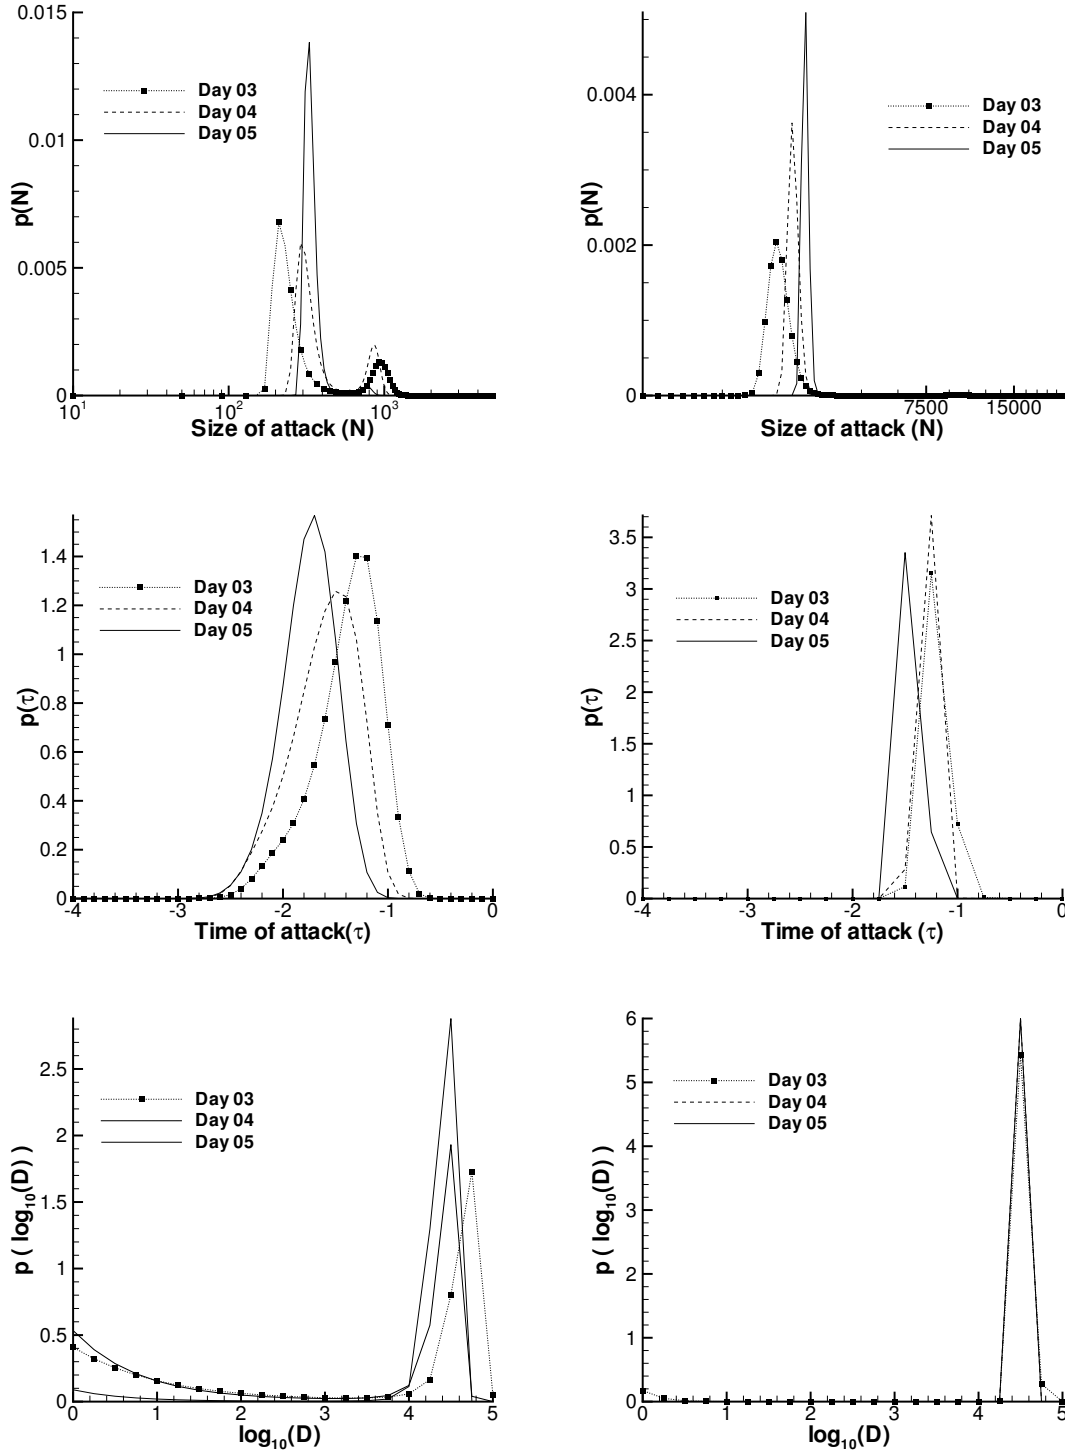 0.015
0.01
0.005
0
p(N)
Day 03
Day 04
Day 05
10^1
10^2
10^3
Size of attack (N)
0.004
0.002
0
p(N)
Day 03
Day 04
Day 05
7500
15000
Size of attack (N)
1.4
1.2
1
0.8
0.6
0.4
0.2
0
p(τ)
Day 03
Day 04
Day 05
-4
-3
-2
-1
0
Time of attack(τ)
3.5
3
2.5
2
1.5
1
0.5
0
p(τ)
Day 03
Day 04
Day 05
-4
-3
-2
-1
0
Time of attack (τ)
2.5
2
1.5
1
0.5
0
p ( log₁₀(D) )
Day 03
Day 04
Day 05
0
1
2
3
4
5
log₁₀(D)
6
5
4
3
2
1
0
p ( log₁₀(D) )
Day 03
Day 04
Day 05
0
1
2
3
4
5
log₁₀(D)